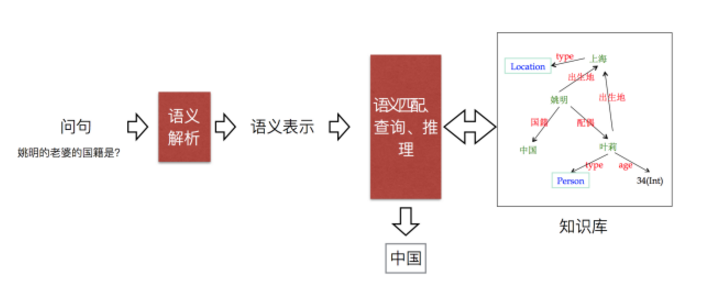 问句
姚明的老婆的国籍是?
语义
解析
语义表示
语义匹配、
查询、推
理
中国
Location
type
上海
出生地
姚明
出生地
国籍
配偶
中国
叶莉
type
age
Person
34(Int)
知识库